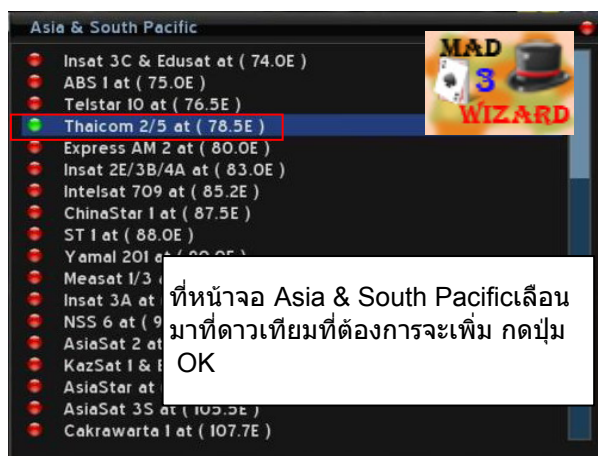 Asia & South Pacific
MAD
3
WIZARD
Insat 3C & Edusat at ( 74.0E )
ABS 1 at ( 75.0E )
Telstar 10 at ( 76.5E )
Thaicom 2/5 at ( 78.5E )
Express AM 2 at ( 80.0E )
Insat 2E/3B/4A at ( 83.0E )
Intelsat 709 at ( 85.2E )
ChinaStar 1 at ( 87.5E )
ST 1 at ( 88.0E )
Yamal 201 at
Measat 1/3
Insat 3A at
NSS 6 at ( 9
AsiaSat 2 at
KazSat 1 &
AsiaStar at
AsiaSat 3S at ( 105.5E )
Cakrawarta 1 at ( 107.7E )
ที่หน้าจอ Asia & South Pacificเลือน
มาที่ดาวเทียมที่ต้องการจะเพิ่ม กดปุ่ม
OK